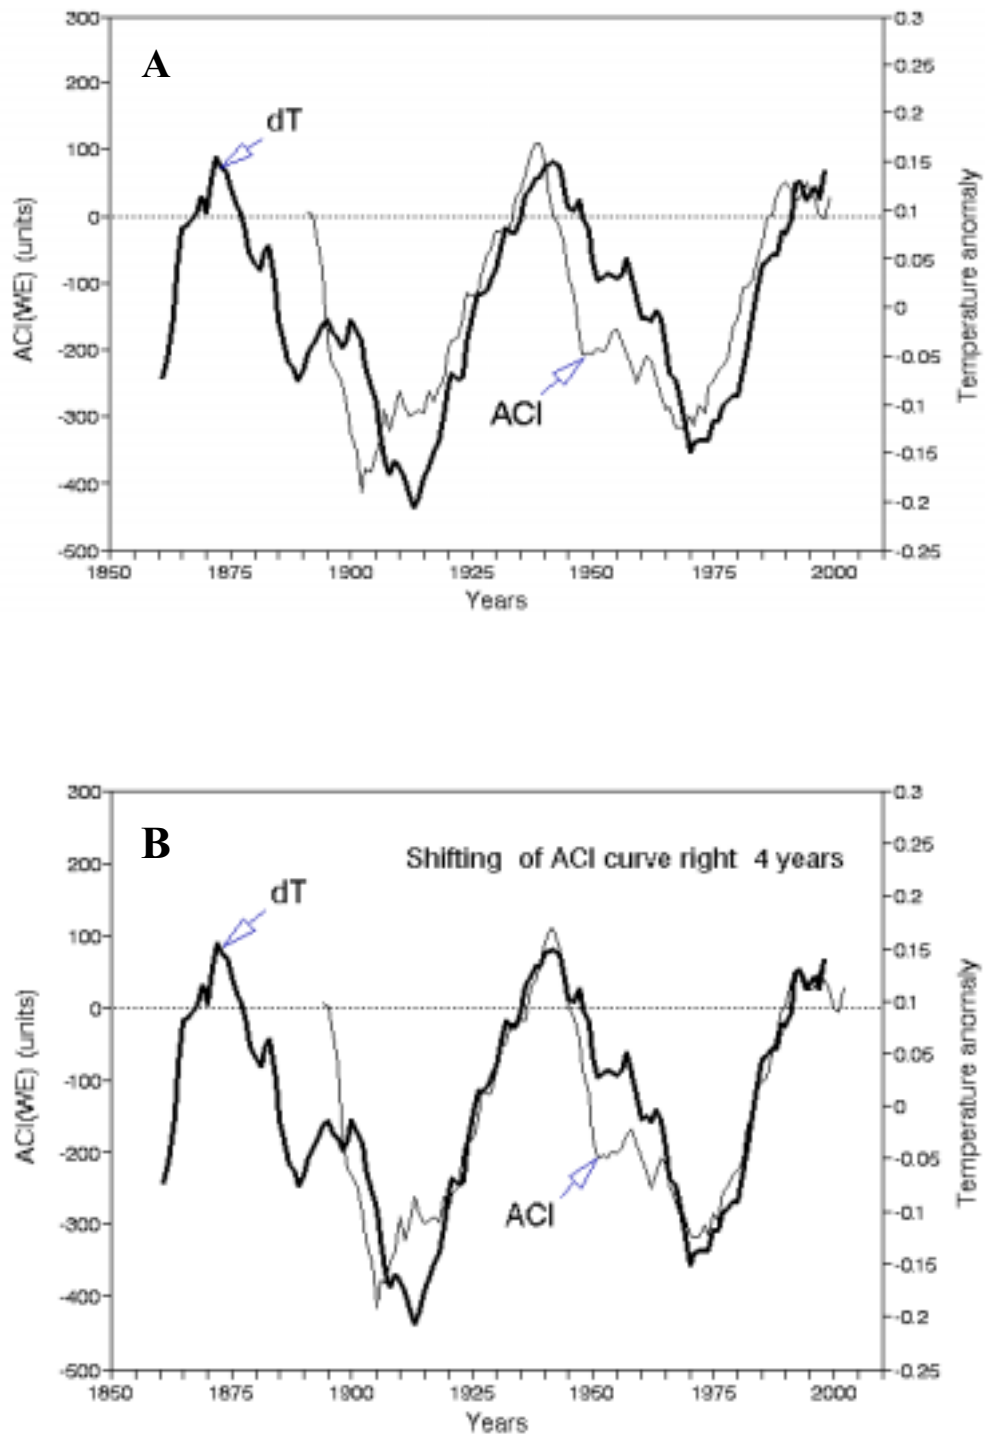 A
dT
ACI
300
200
100
0
-100
-200
-300
-400
-500
ACI(WE) (units)
0.3
0.25
0.2
0.15
0.1
0.05
0
-0.05
-0.1
-0.15
-0.2
-0.25
Temperature anomaly
1850 1875 1900 1925 1950 1975 2000
Years
B
Shifting of ACI curve right 4 years
dT
ACI
300
200
100
0
-100
-200
-300
-400
-500
ACI(WE) (units)
0.3
0.25
0.2
0.15
0.1
0.05
0
-0.05
-0.1
-0.15
-0.2
-0.25
Temperature anomaly
1850 1875 1900 1925 1950 1975 2000
Years